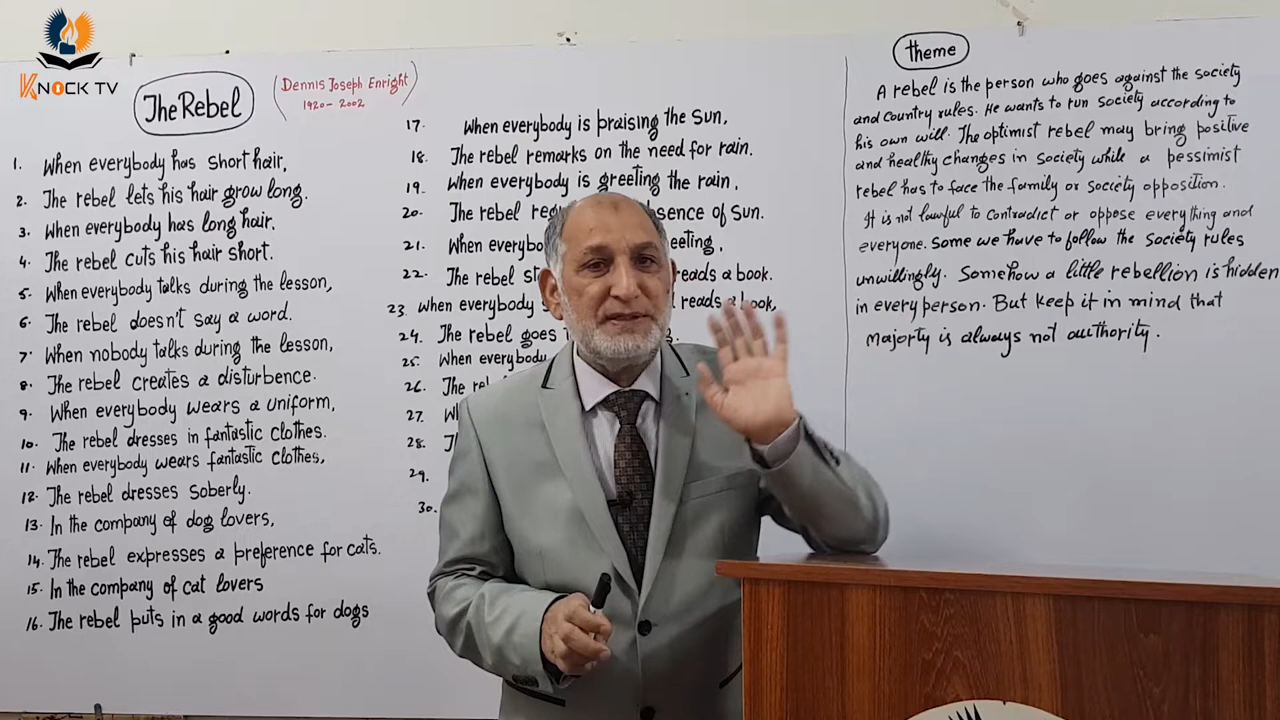 KNOCK TV
The Rebel
(Dennis Joseph Enright)
1920 - 2002
1. When everybody has short hair,
2. The rebel lets his hair grow long.
3. When everybody has long hair.
4. The rebel cuts his hair short.
5. When everybody talks during the lesson,
6. The rebel doesn't say a word.
7. When nobody talks during the lesson,
8. The rebel creates a disturbence.
9. When everybody wears a uniform,
10. The rebel dresses in fantastic clothes.
11. When everybody wears fantastic clothes,
12. The rebel dresses soberly.
13. In the company of dog lovers,
14. The rebel expresses a preference for cats.
15. In the company of cat lovers
16. The rebel puts in a good words for dogs
17. When everybody is praising the Sun,
18. The rebel remarks on the need for rain.
19. When everybody is greeting the rain,
20. The rebel sence of Sun.
21. When everybo eeting,
22. The rebel st reads a book.
23. When everybody reads a book,
24. The rebel goes
25. When everybody
26. The
27.
28.
29.
30.
theme
A rebel is the person who goes against the society
and country rules. He wants to run society according to
his own will. The optimist rebel may bring positive
and healthy changes in society while a pessimist
rebel has to face the family or society opposition.
It is not lawful to contradict or oppose everything and
everyone. Some we have to follow the society rules
unwillingly. Somehow a little rebellion is hidden
in every person. But keep it in mind that
majorty is always not authority.